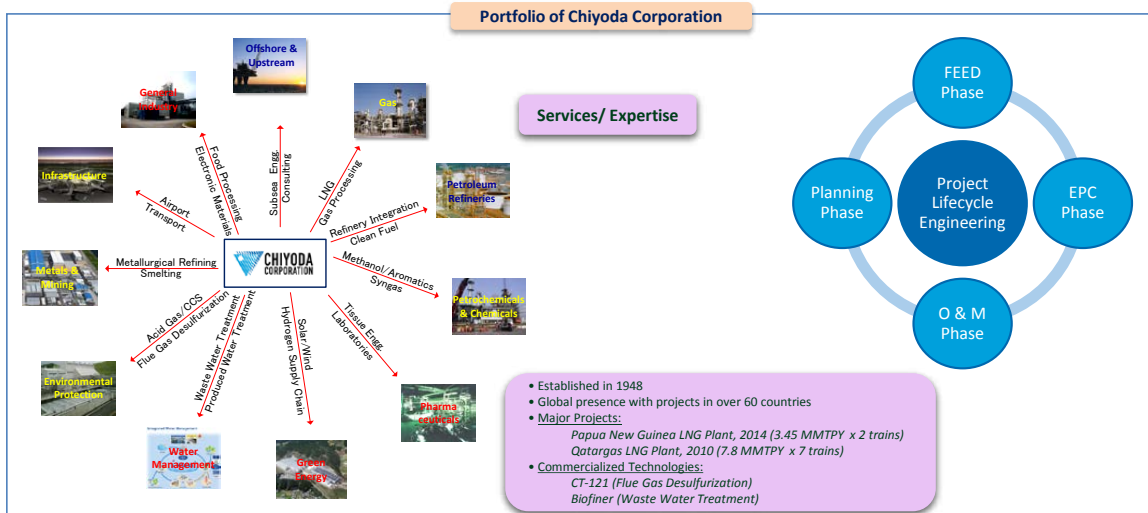 Portfolio of Chiyoda Corporation
Offshore &
Upstream
General
Industry
Gas
Services/ Expertise
Infrastructure
Petroleum
Refineries
Food Processing
Electronic Materials
Subsea Engg.
Consulting
LNG
Gas Processing
Airport
Transport
Refinery Integration
Clean Fuel
CHIYODA
CORPORATION
Metals &
Mining
Metallurgical Refining
Smelting
Methanol/Aromatics
Syngas
Petrochemicals
& Chemicals
Acid Gas/CCS
Flue Gas Desulfurization
Waste Water Treatment
Produced Water Treatment
Solar/Wind
Hydrogen Supply Chain
Tissue Engg.
Laboratories
Environmental
Protection
Water
Management
Green
Energy
Pharma
ceuticals
FEED
Phase
Planning
Phase
Project
Lifecycle
Engineering
EPC
Phase
O & M
Phase
• Established in 1948
• Global presence with projects in over 60 countries
• Major Projects:
Papua New Guinea LNG Plant, 2014 (3.45 MMTPY x 2 trains)
Qatargas LNG Plant, 2010 (7.8 MMTPY x 7 trains)
• Commercialized Technologies:
CT-121 (Flue Gas Desulfurization)
Biofiner (Waste Water Treatment)